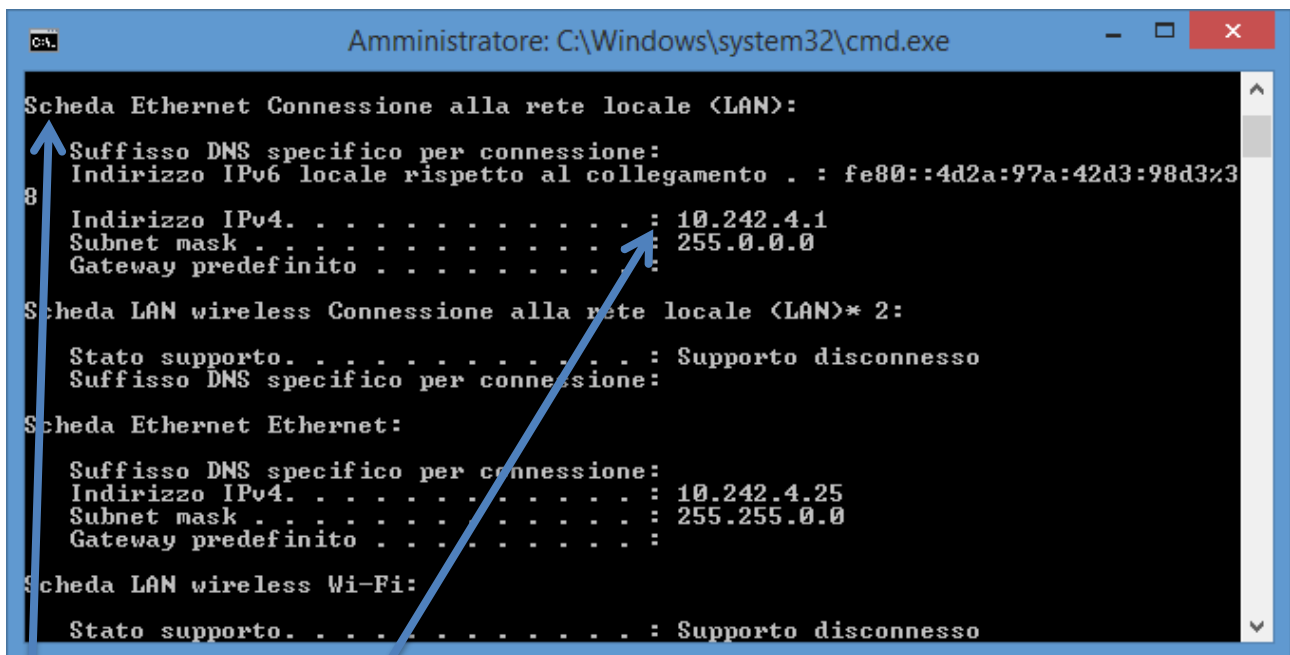 Amministratore: C:\Windows\system32\cmd.exe
Scheda Ethernet Connessione alla rete locale (LAN):
Suffisso DNS specifico per connessione:
Indirizzo IPv6 locale rispetto al collegamento . : fe80::4d2a:97a:42d3:98d3%3
8
Indirizzo IPv4. . . . . . . . . . . . : 10.242.4.1
Subnet mask . . . . . . . . . . . . . : 255.0.0.0
Gateway predefinito . . . . . . . . . :
Scheda LAN wireless Connessione alla rete locale (LAN)* 2:
Stato supporto. . . . . . . . . . . . : Supporto disconnesso
Suffisso DNS specifico per connessione:
Scheda Ethernet Ethernet:
Suffisso DNS specifico per connessione:
Indirizzo IPv4. . . . . . . . . . . . : 10.242.4.25
Subnet mask . . . . . . . . . . . . . : 255.255.0.0
Gateway predefinito . . . . . . . . . :
Scheda LAN wireless Wi-Fi:
Stato supporto. . . . . . . . . . . . : Supporto disconnesso